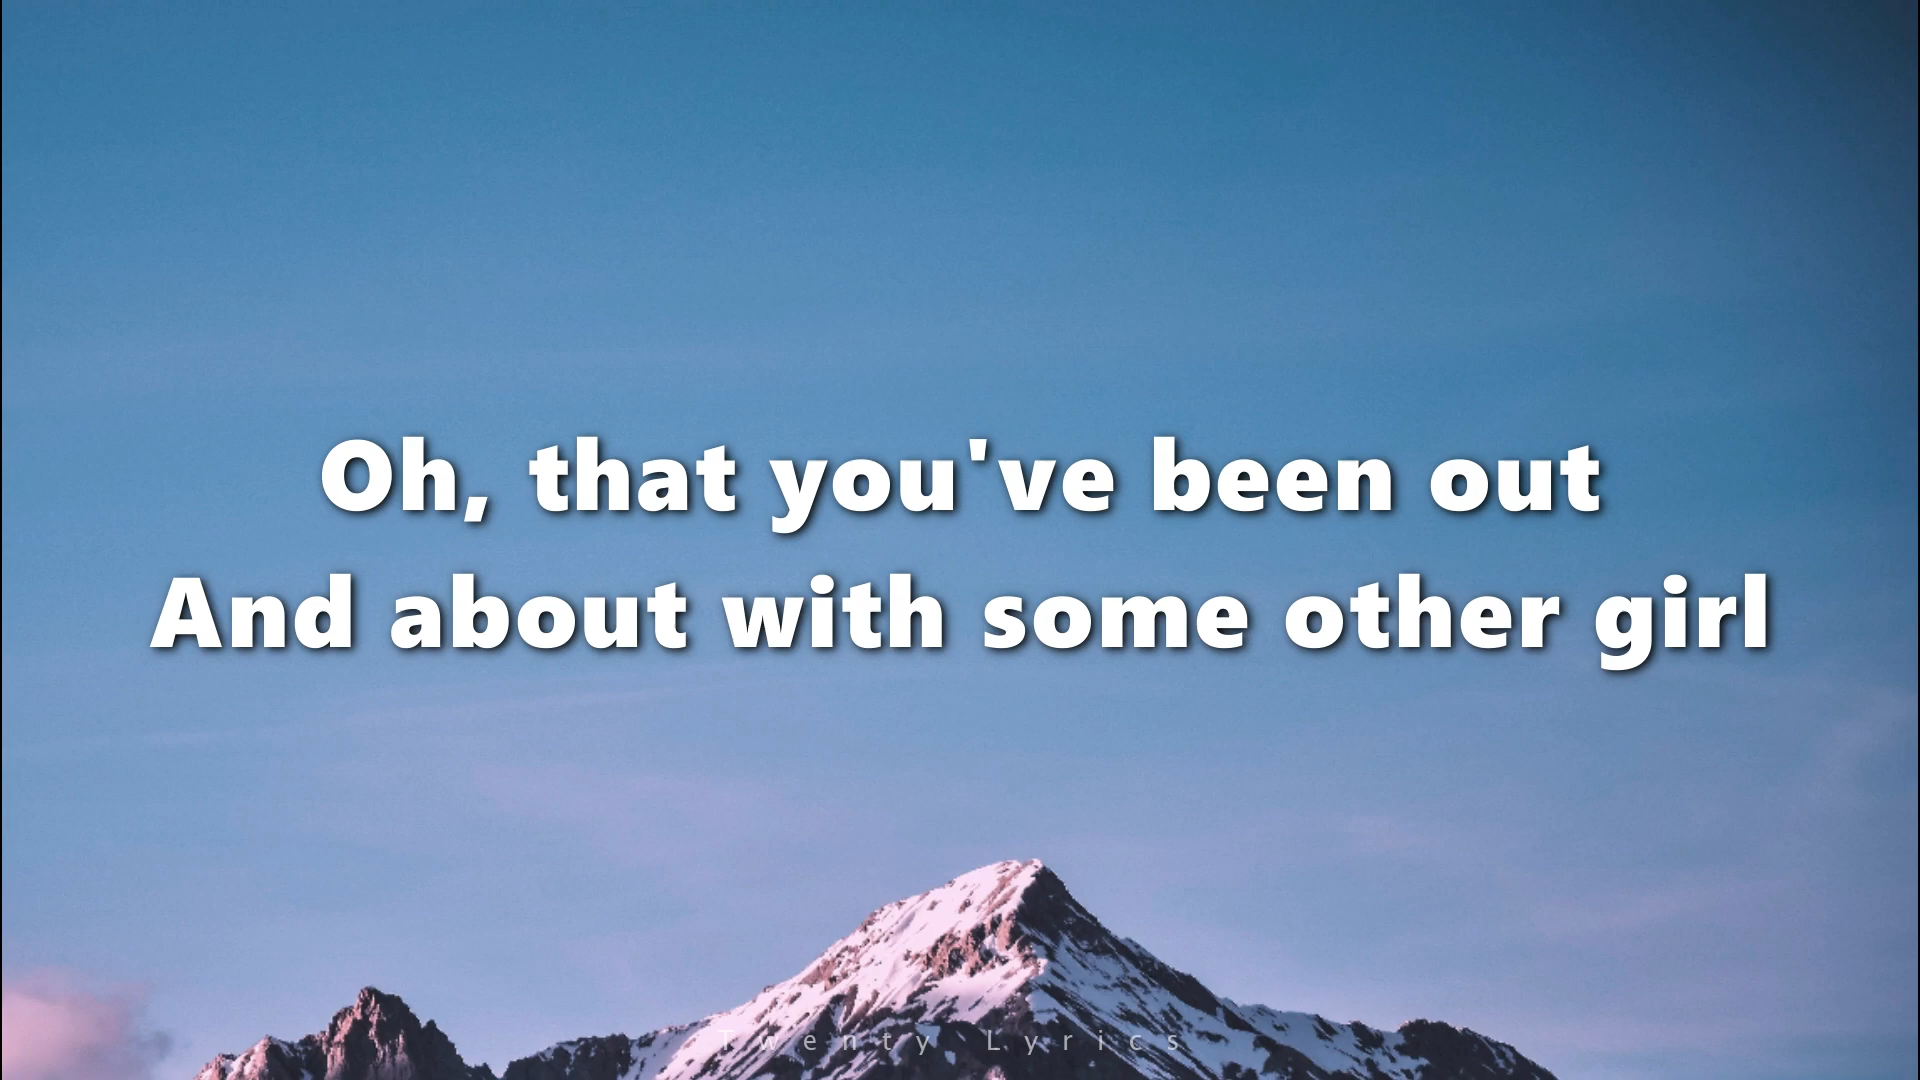 Oh, that you've been out
And about with some other girl
Twenty Lyrics